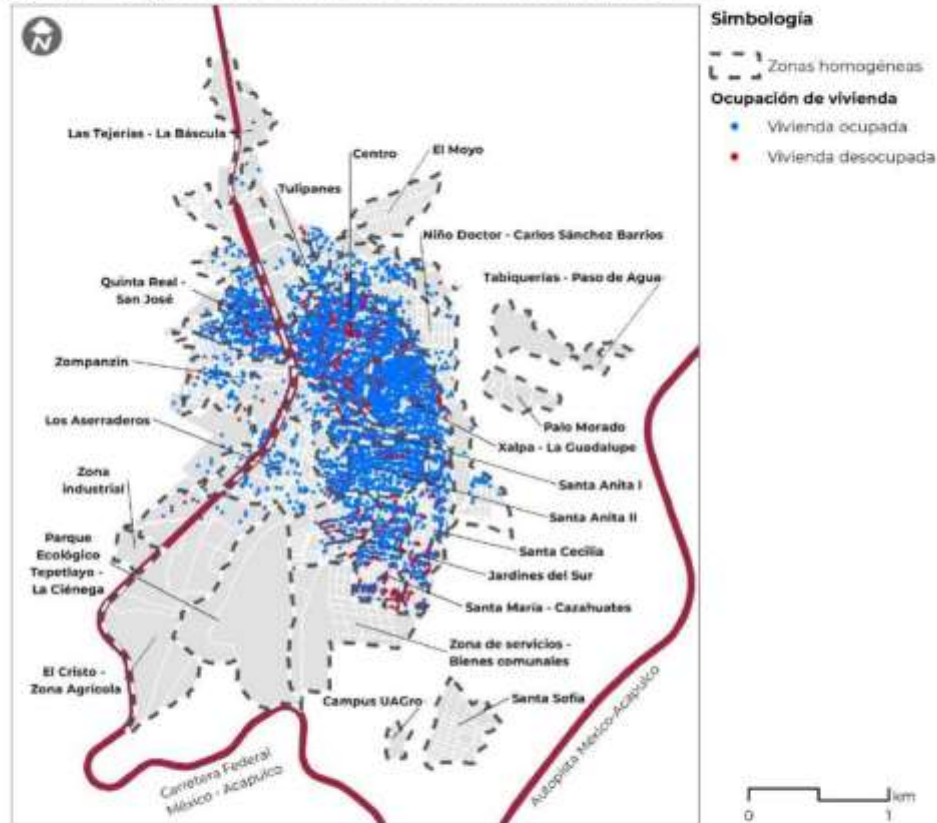 N
Las Tejerías - La Báscula
Centro
El Moyo
Tulipanes
Niño Doctor - Carlos Sánchez Barrios
Tabiquerías - Paso de Agua
Quinta Real -
San José
Zompanzin
Palo Morado
Xalpa - La Guadalupe
Los Aserraderos
Santa Anita I
Zona
industrial
Santa Anita II
Parque
Ecológico
Tepetlayo -
La Ciénega
Santa Cecilia
Jardines del Sur
Santa María - Cazahuates
Zona de servicios -
Bienes comunales
El Cristo -
Zona Agrícola
Campus UAGro
Santa Sofía
Carretera Federal
México - Acapulco
Autopista México-Acapulco
Simbología
Zonas homogéneas
Ocupación de vivienda
Vivienda ocupada
Vivienda desocupada
km
0 1